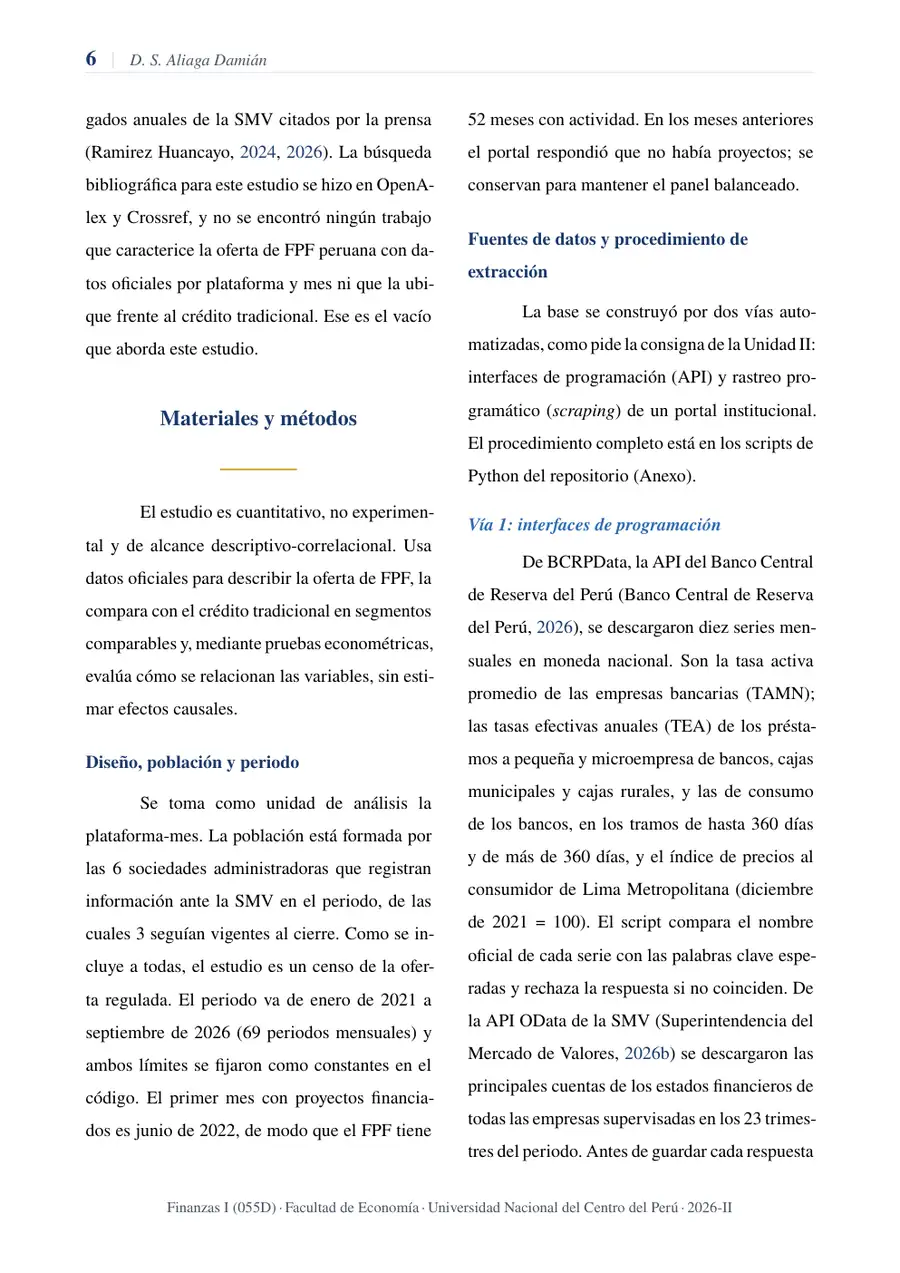 6 | D. S. Aliaga Damián
gados anuales de la SMV citados por la prensa
(Ramirez Huancayo, 2024, 2026). La búsqueda
bibliográfica para este estudio se hizo en OpenA-
lex y Crossref, y no se encontró ningún trabajo
que caracterice la oferta de FPF peruana con da-
tos oficiales por plataforma y mes ni que la ubi-
que frente al crédito tradicional. Ese es el vacío
que aborda este estudio.
Materiales y métodos
El estudio es cuantitativo, no experimen-
tal y de alcance descriptivo-correlacional. Usa
datos oficiales para describir la oferta de FPF, la
compara con el crédito tradicional en segmentos
comparables y, mediante pruebas econométricas,
evalúa cómo se relacionan las variables, sin esti-
mar efectos causales.
Diseño, población y periodo
Se toma como unidad de análisis la
plataforma-mes. La población está formada por
las 6 sociedades administradoras que registran
información ante la SMV en el periodo, de las
cuales 3 seguían vigentes al cierre. Como se in-
cluye a todas, el estudio es un censo de la ofer-
ta regulada. El periodo va de enero de 2021 a
septiembre de 2026 (69 periodos mensuales) y
ambos límites se fijaron como constantes en el
código. El primer mes con proyectos financia-
dos es junio de 2022, de modo que el FPF tiene
52 meses con actividad. En los meses anteriores
el portal respondió que no había proyectos; se
conservan para mantener el panel balanceado.
Fuentes de datos y procedimiento de
extracción
La base se construyó por dos vías auto-
matizadas, como pide la consigna de la Unidad II:
interfaces de programación (API) y rastreo pro-
gramático (scraping) de un portal institucional.
El procedimiento completo está en los scripts de
Python del repositorio (Anexo).
Vía 1: interfaces de programación
De BCRPData, la API del Banco Central
de Reserva del Perú (Banco Central de Reserva
del Perú, 2026), se descargaron diez series men-
suales en moneda nacional. Son la tasa activa
promedio de las empresas bancarias (TAMN);
las tasas efectivas anuales (TEA) de los présta-
mos a pequeña y microempresa de bancos, cajas
municipales y cajas rurales, y las de consumo
de los bancos, en los tramos de hasta 360 días
y de más de 360 días, y el índice de precios al
consumidor de Lima Metropolitana (diciembre
de 2021 = 100). El script compara el nombre
oficial de cada serie con las palabras clave espe-
radas y rechaza la respuesta si no coinciden. De
la API OData de la SMV (Superintendencia del
Mercado de Valores, 2026b) se descargaron las
principales cuentas de los estados financieros de
todas las empresas supervisadas en los 23 trimes-
tres del periodo. Antes de guardar cada respuesta
Finanzas I (055D) · Facultad de Economía · Universidad Nacional del Centro del Perú · 2026-II